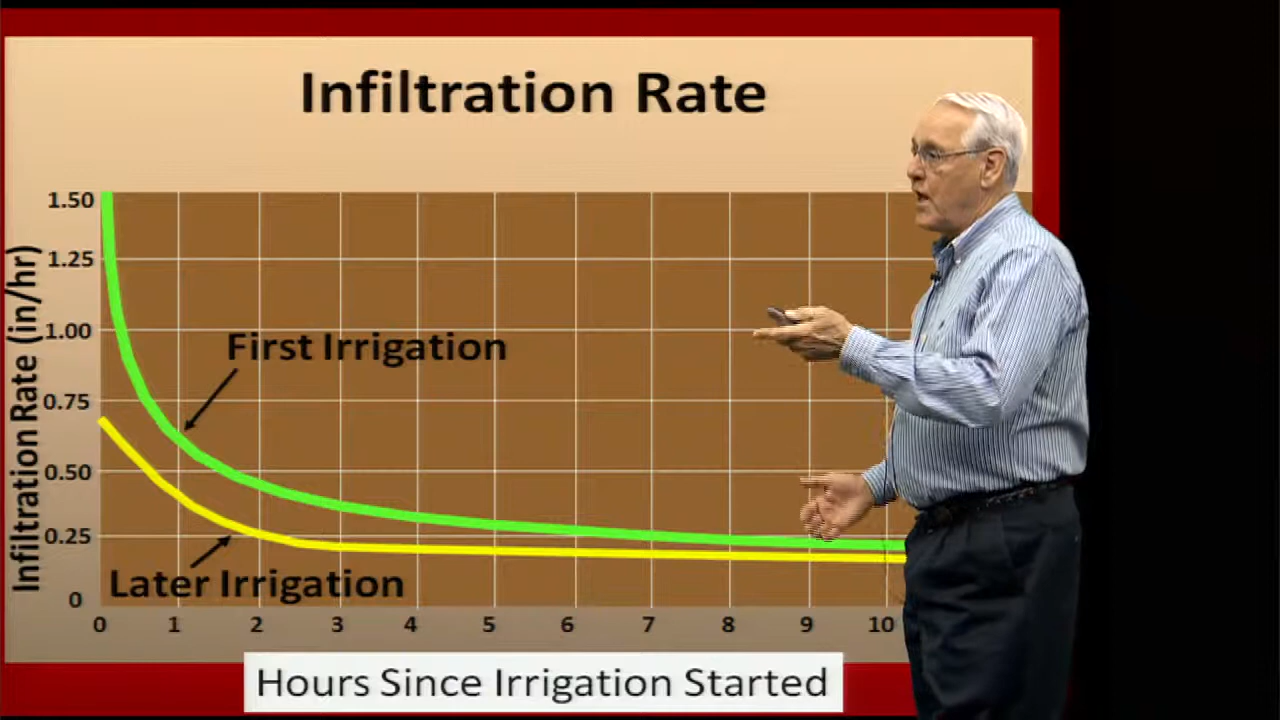 Infiltration Rate
Infiltration Rate (in/hr)
1.50
1.25
1.00
0.75
0.50
0.25
0
First Irrigation
Later Irrigation
0 1 2 3 4 5 6 7 8 9 10
Hours Since Irrigation Started